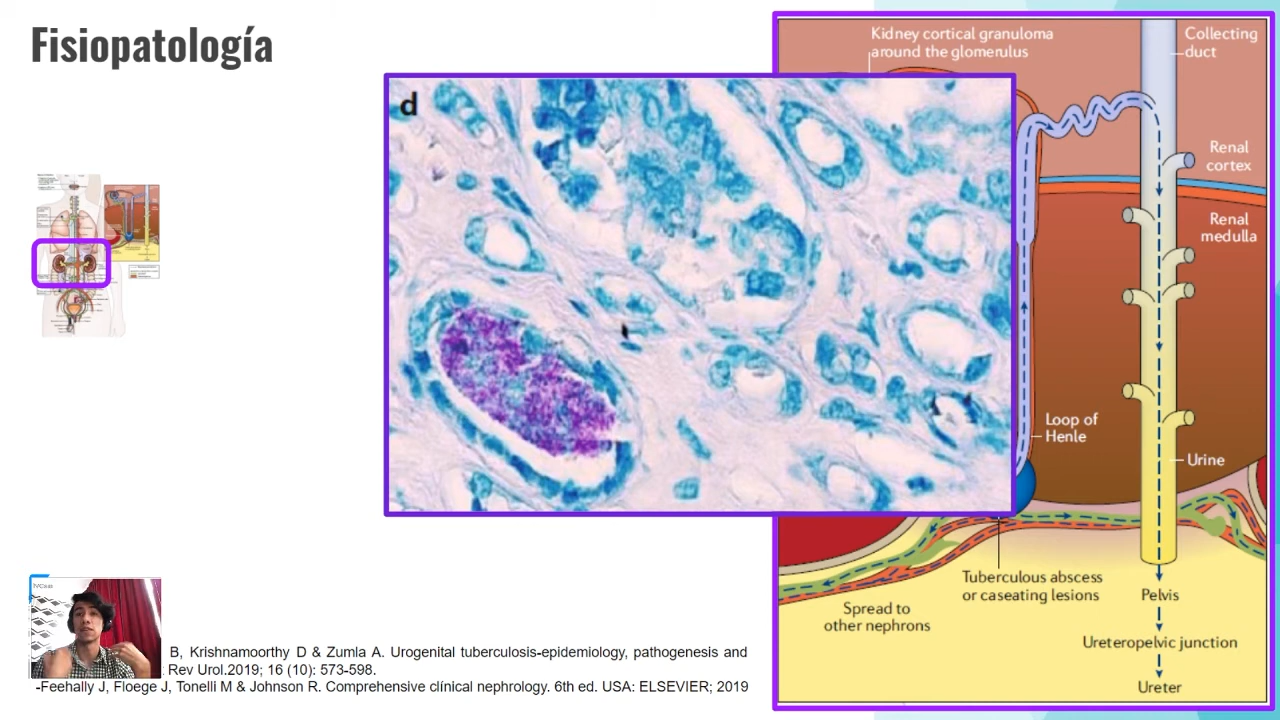 Fisiopatología
Kidney cortical granuloma
around the glomerulus
Collecting
duct
d
Renal
cortex
Renal
medulla
Loop of
Henle
Urine
Tuberculous abscess
or caseating lesions
Spread to
other nephrons
Pelvis
Ureteropelvic junction
Ureter
B, Krishnamoorthy D & Zumla A. Urogenital tuberculosis-epidemiology, pathogenesis and
Rev Urol.2019; 16 (10): 573-598.
-Feehally J, Floege J, Tonelli M & Johnson R. Comprehensive clínical nephrology. 6th ed. USA: ELSEVIER; 2019